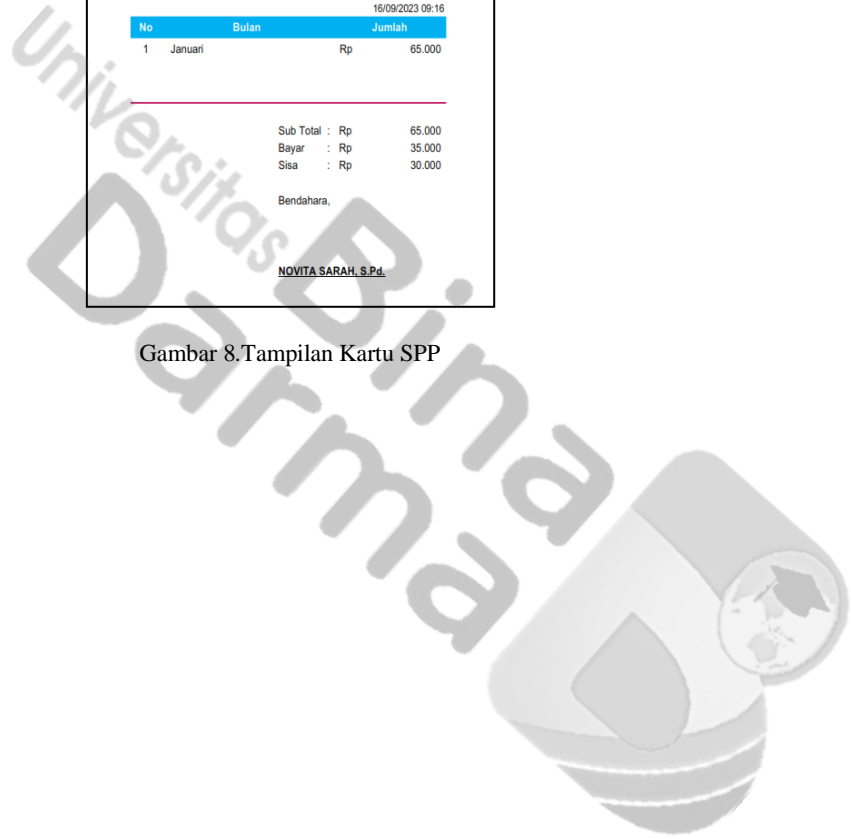 16/09/2023 09:16
No Bulan Jumlah
1 Januari Rp 65.000
Sub Total : Rp 65.000
Bayar : Rp 35.000
Sisa : Rp 30.000
Bendahara,
NOVITA SARAH, S.Pd.
Gambar 8.Tampilan Kartu SPP
Universitas
Bina
Darma